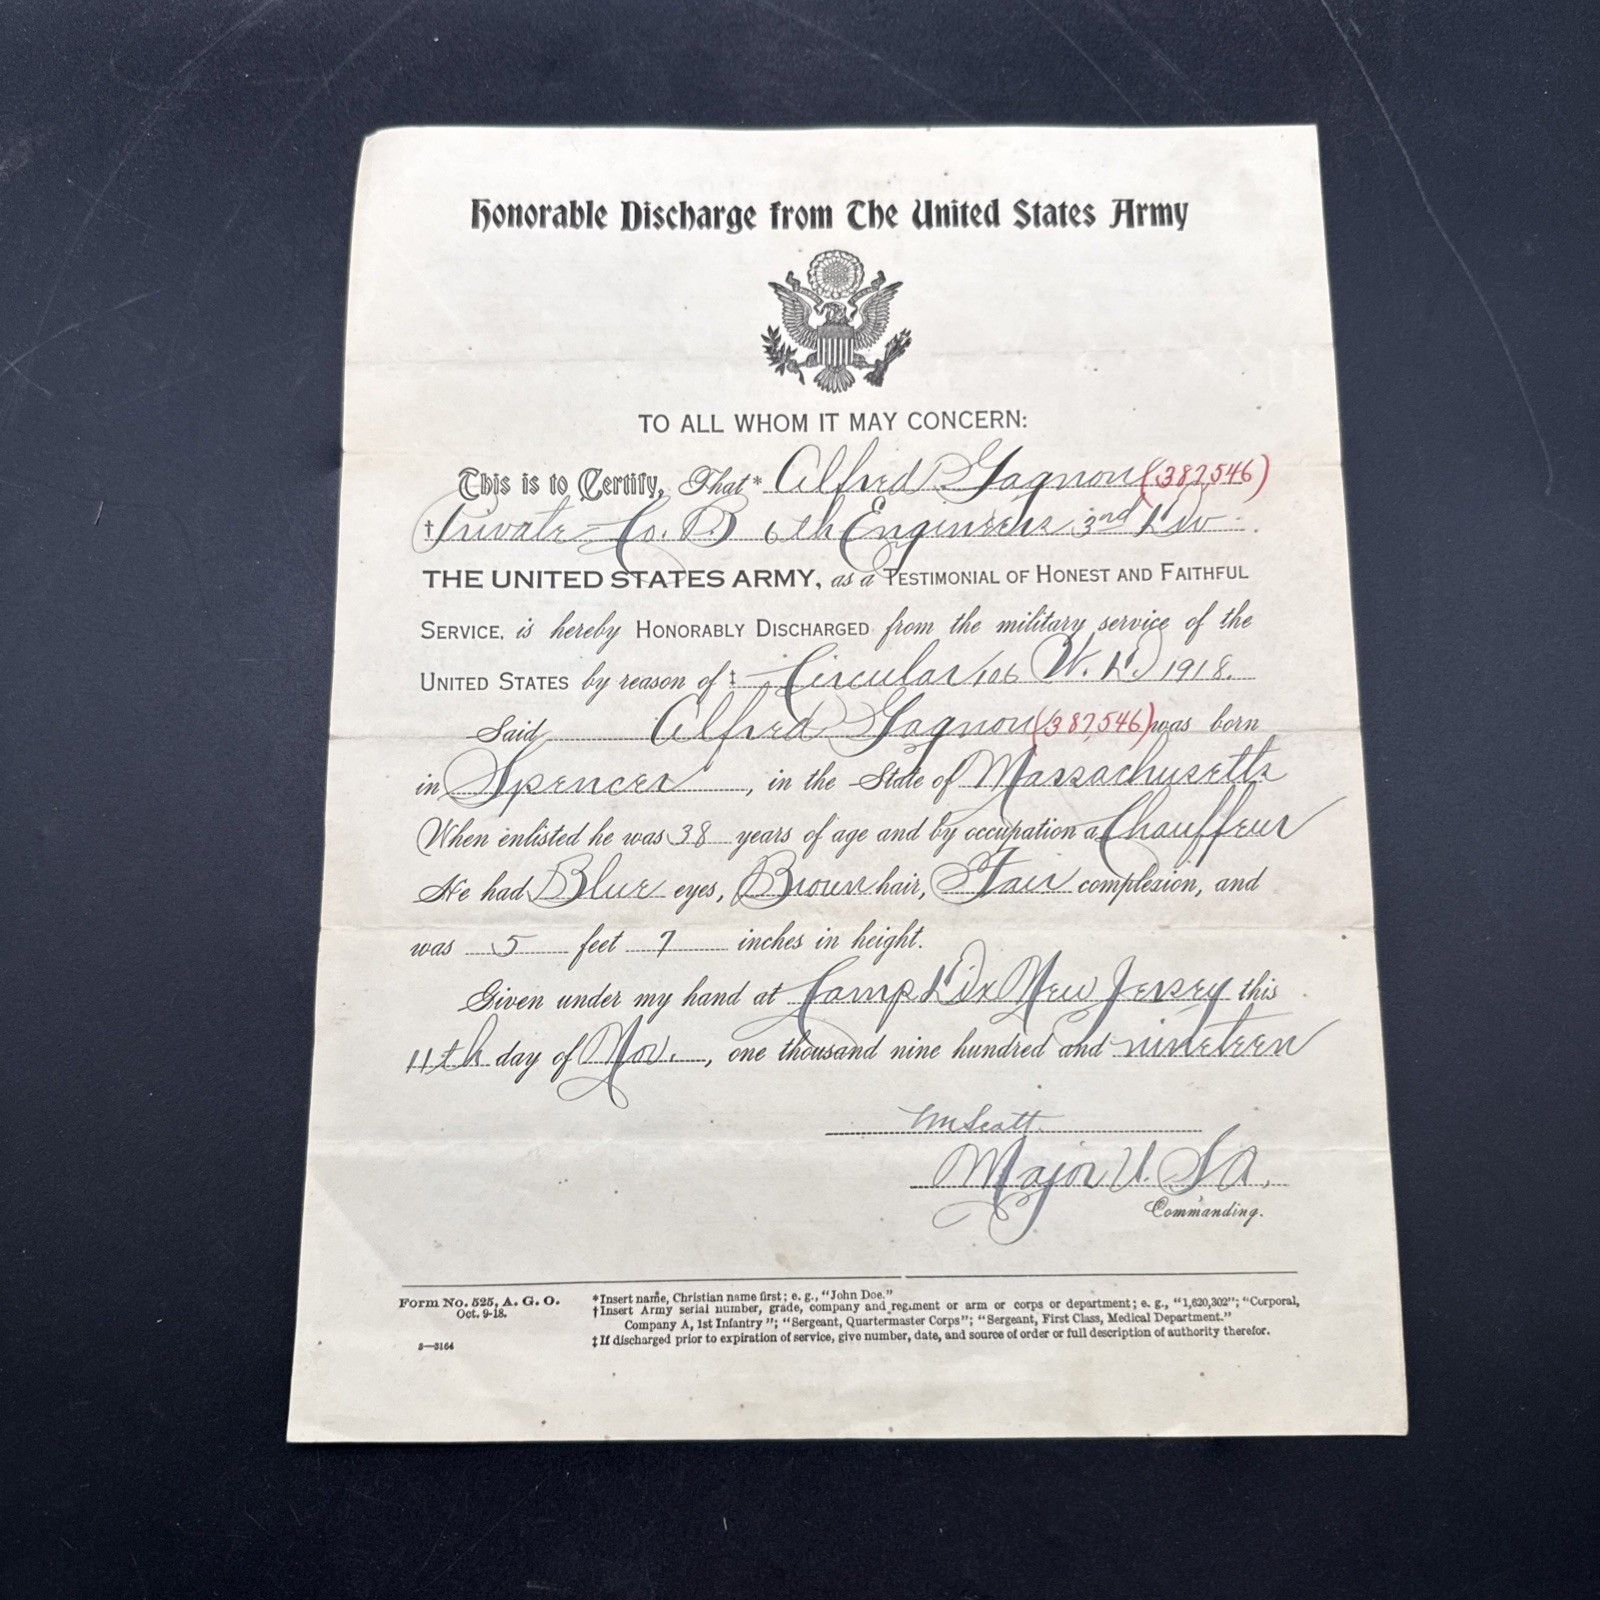 Honorable Discharge from The United States Army
TO ALL WHOM IT MAY CONCERN:
This is to Certify, That* Alfred Gagnon (387,546)
†Private Co. B 6th Engineers 3rd Div
THE UNITED STATES ARMY, as a TESTIMONIAL OF HONEST AND FAITHFUL
SERVICE, is hereby HONORABLY DISCHARGED from the military service of the
UNITED STATES by reason of ‡ Circular 106 W. D. 1918.
Said Alfred Gagnon (387,546) was born
in Spencer, in the State of Massachusetts
When enlisted he was 38 years of age and by occupation a Chauffeur
He had Blue eyes, Brown hair, Fair complexion, and
was 5 feet 7 inches in height.
Given under my hand at Camp Dix New Jersey this
11th day of Nov., one thousand nine hundred and nineteen
Wm Scott
Major U. S. A.
Commanding.
Form No. 525, A. G. O.
Oct. 9-18.
3—3164
*Insert name, Christian name first; e. g., "John Doe."
†Insert Army serial number, grade, company and regiment or arm or corps or department; e. g., "1,620,302"; "Corporal,
Company A, 1st Infantry"; "Sergeant, Quartermaster Corps"; "Sergeant, First Class, Medical Department."
‡If discharged prior to expiration of service, give number, date, and source of order or full description of authority therefor.